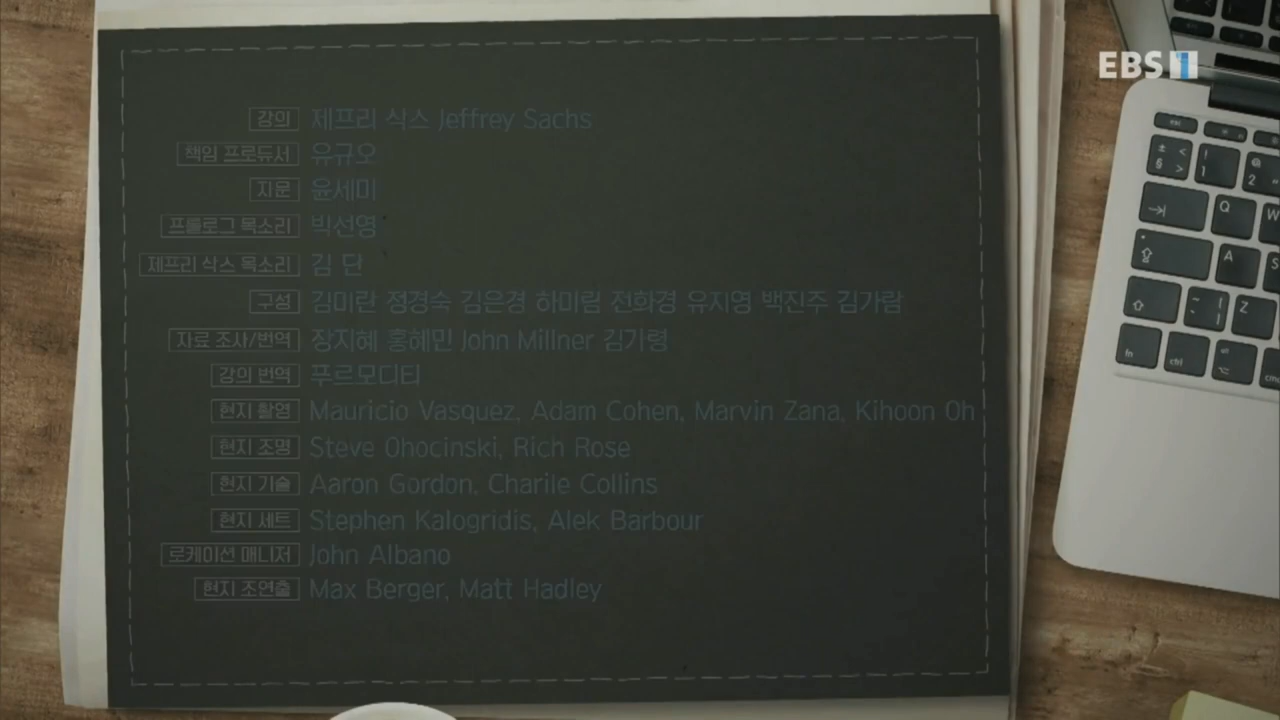 EBS1
강의 제프리 삭스 Jeffrey Sachs
책임 프로듀서 유규오
자문 윤세미
프롤로그 목소리 박선영
제프리 삭스 목소리 김 단
구성 김미란 정경숙 김은경 하미림 전화경 유지영 백진주 김가람
자료 조사/번역 장지혜 홍혜민 John Millner 김기령
강의 번역 푸르모디티
현지 촬영 Mauricio Vasquez, Adam Cohen, Marvin Zana, Kihoon Oh
현지 조명 Steve Ohocinski, Rich Rose
현지 기술 Aaron Gordon, Charile Collins
현지 세트 Stephen Kalogridis, Alek Barbour
로케이션 매니저 John Albano
현지 조연출 Max Berger, Matt Hadley